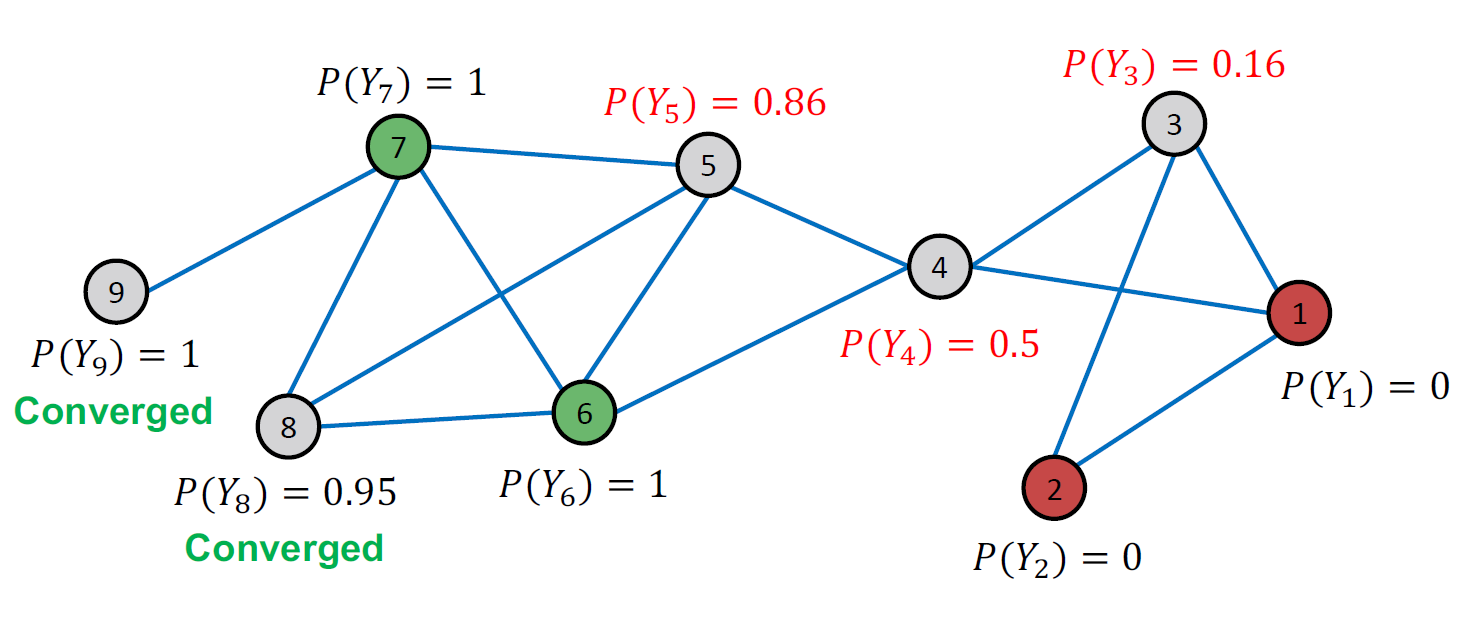 P(Y₃) = 0.16
P(Y₇) = 1
P(Y₅) = 0.86
3
7
5
4
9
1
P(Y₄) = 0.5
P(Y₉) = 1
P(Y₁) = 0
Converged
8
6
2
P(Y₈) = 0.95
P(Y₆) = 1
Converged
P(Y₂) = 0